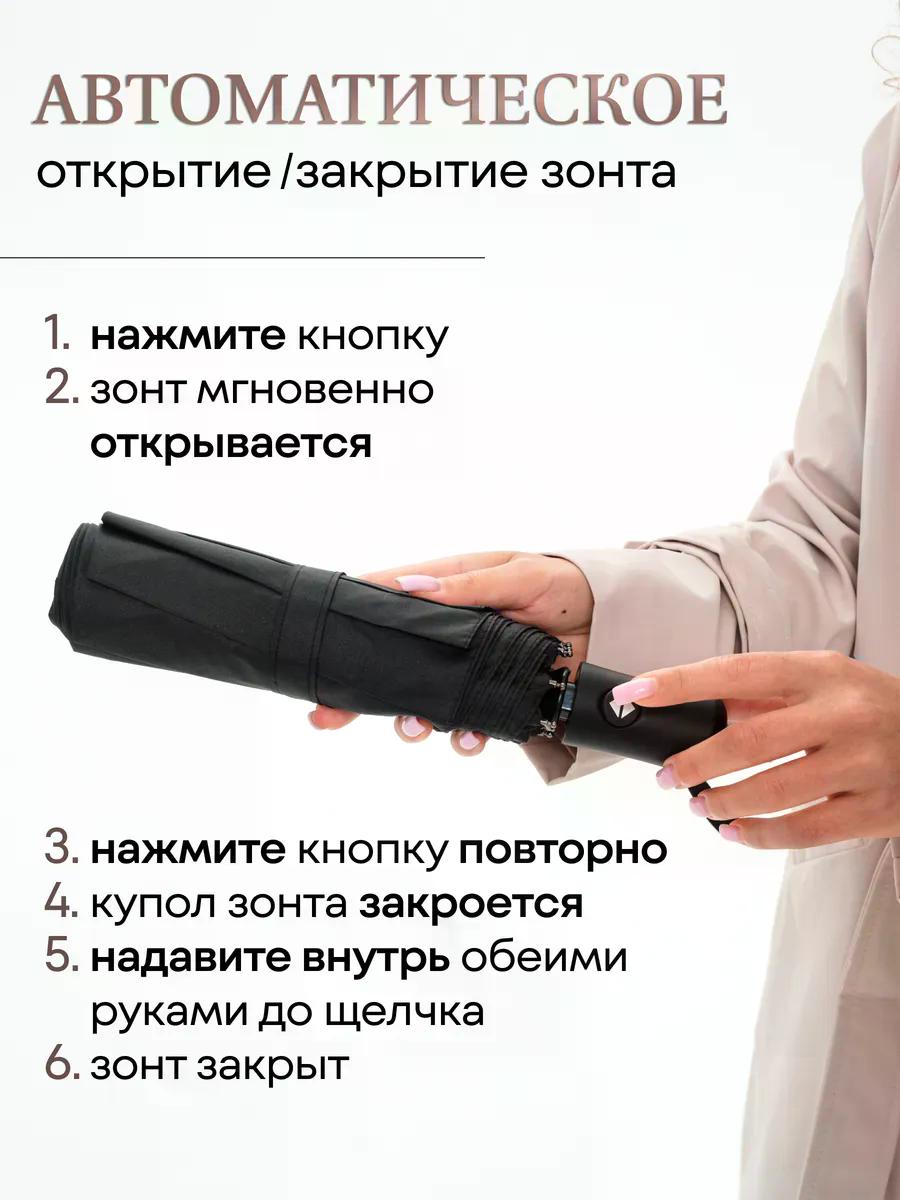 АВТОМАТИЧЕСКОЕ
открытие/закрытие зонта
1. нажмите кнопку
2. зонт мгновенно
открывается
3. нажмите кнопку повторно
4. купол зонта закроется
5. надавите внутрь обеими
руками до щелчка
6. зонт закрыт